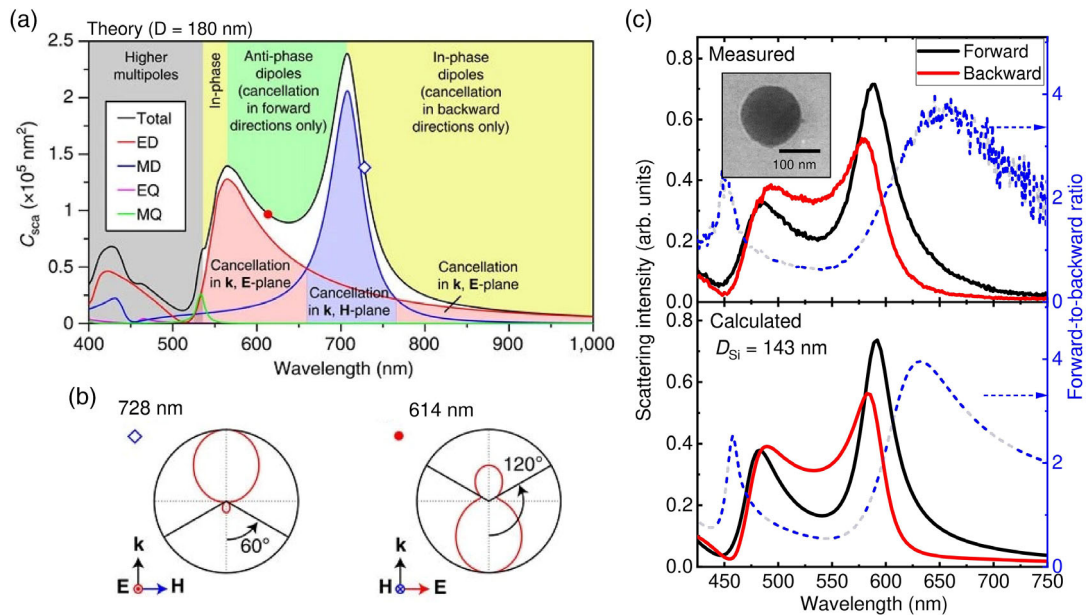 (a)
Theory (D = 180 nm)
Higher
multipoles
In-phase
Anti-phase
dipoles
(cancellation
in forward
directions only)
In-phase
dipoles
(cancellation
in backward
directions only)
Total
ED
MD
EQ
MQ
Cancellation
in k, E-plane
Cancellation
in k, H-plane
Cancellation
in k, E-plane
2.5
2
1.5
1
0.5
0
C_sca (×10⁵ nm²)
400
500
600
700
800
900
1,000
Wavelength (nm)
(b)
728 nm
60°
k
E
H
614 nm
120°
k
H
E
(c)
Measured
Forward
Backward
100 nm
0.8
0.6
0.4
0.2
0.0
4
3
2
1
0
Calculated
D_Si = 143 nm
0.8
0.6
0.4
0.2
4
2
0
Scattering intensity (arb. units)
Forward-to-backward ratio
450
500
550
600
650
700
750
Wavelength (nm)